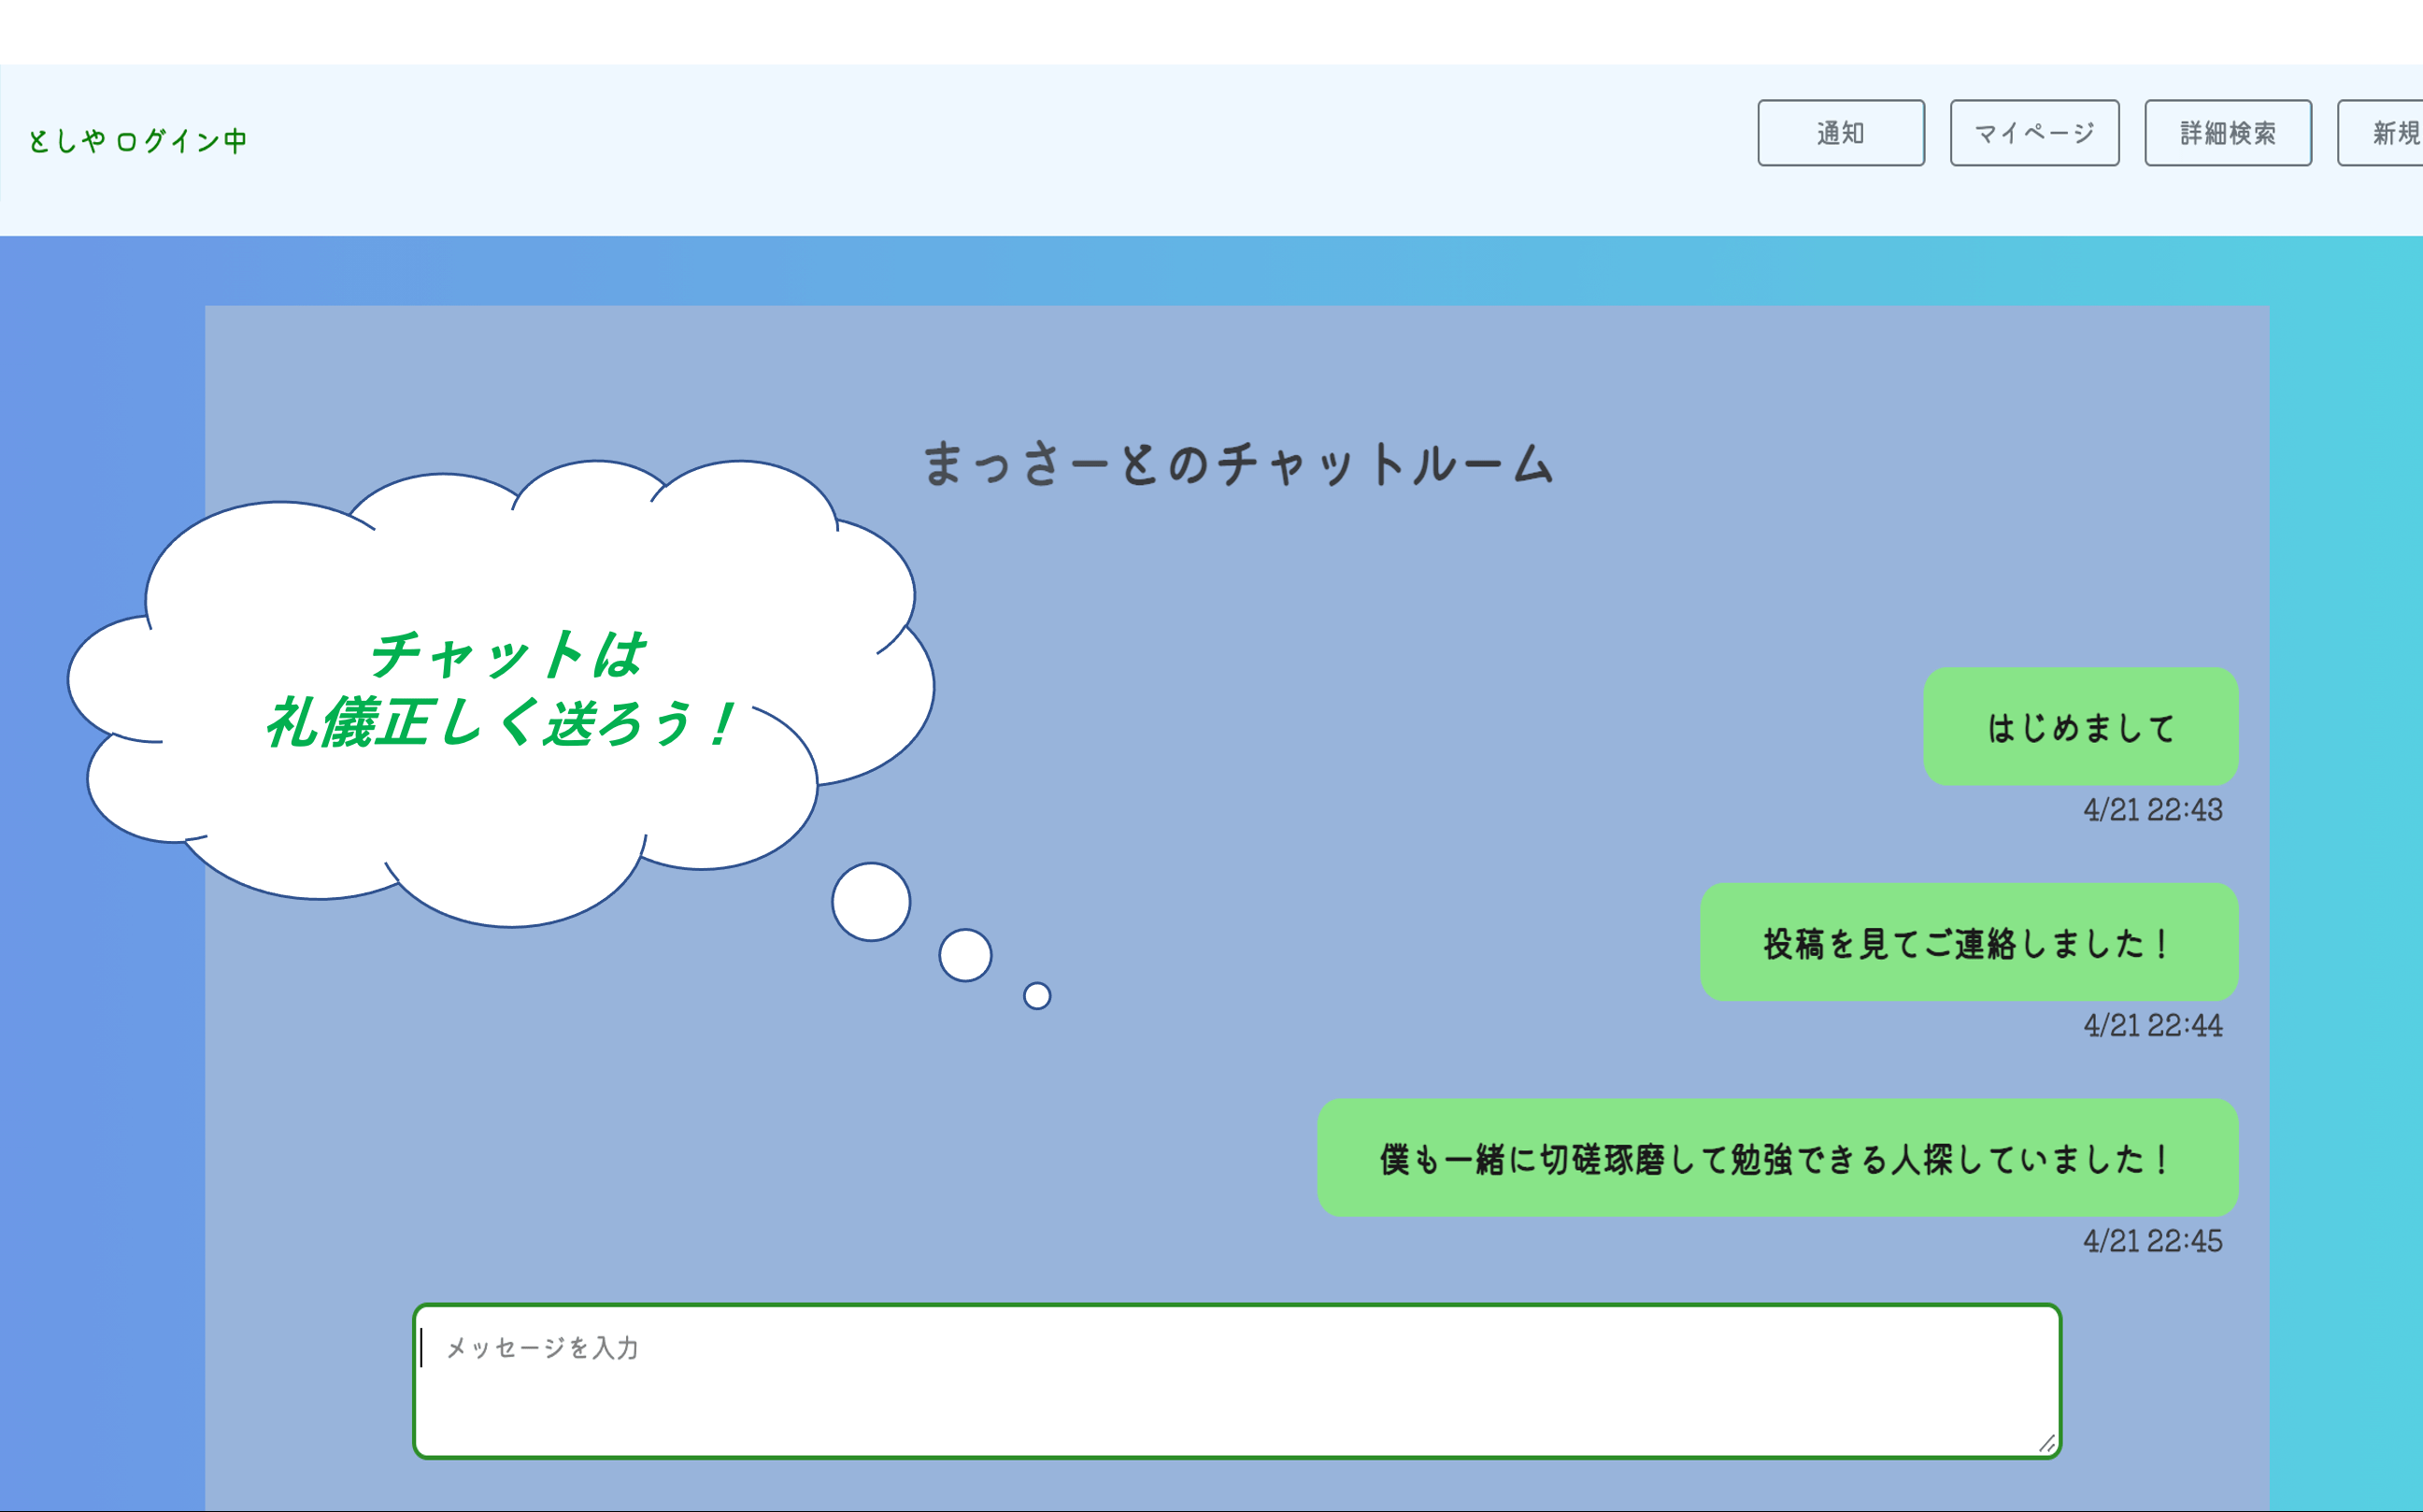 としや ログイン中
通知
マイページ
詳細検索
新規
まっさーとのチャットルーム
チャットは
礼儀正しく送ろう！
はじめまして
4/21 22:43
投稿を見てご連絡しました！
4/21 22:44
僕も一緒に切磋琢磨して勉強できる人探していました！
4/21 22:45
メッセージを入力